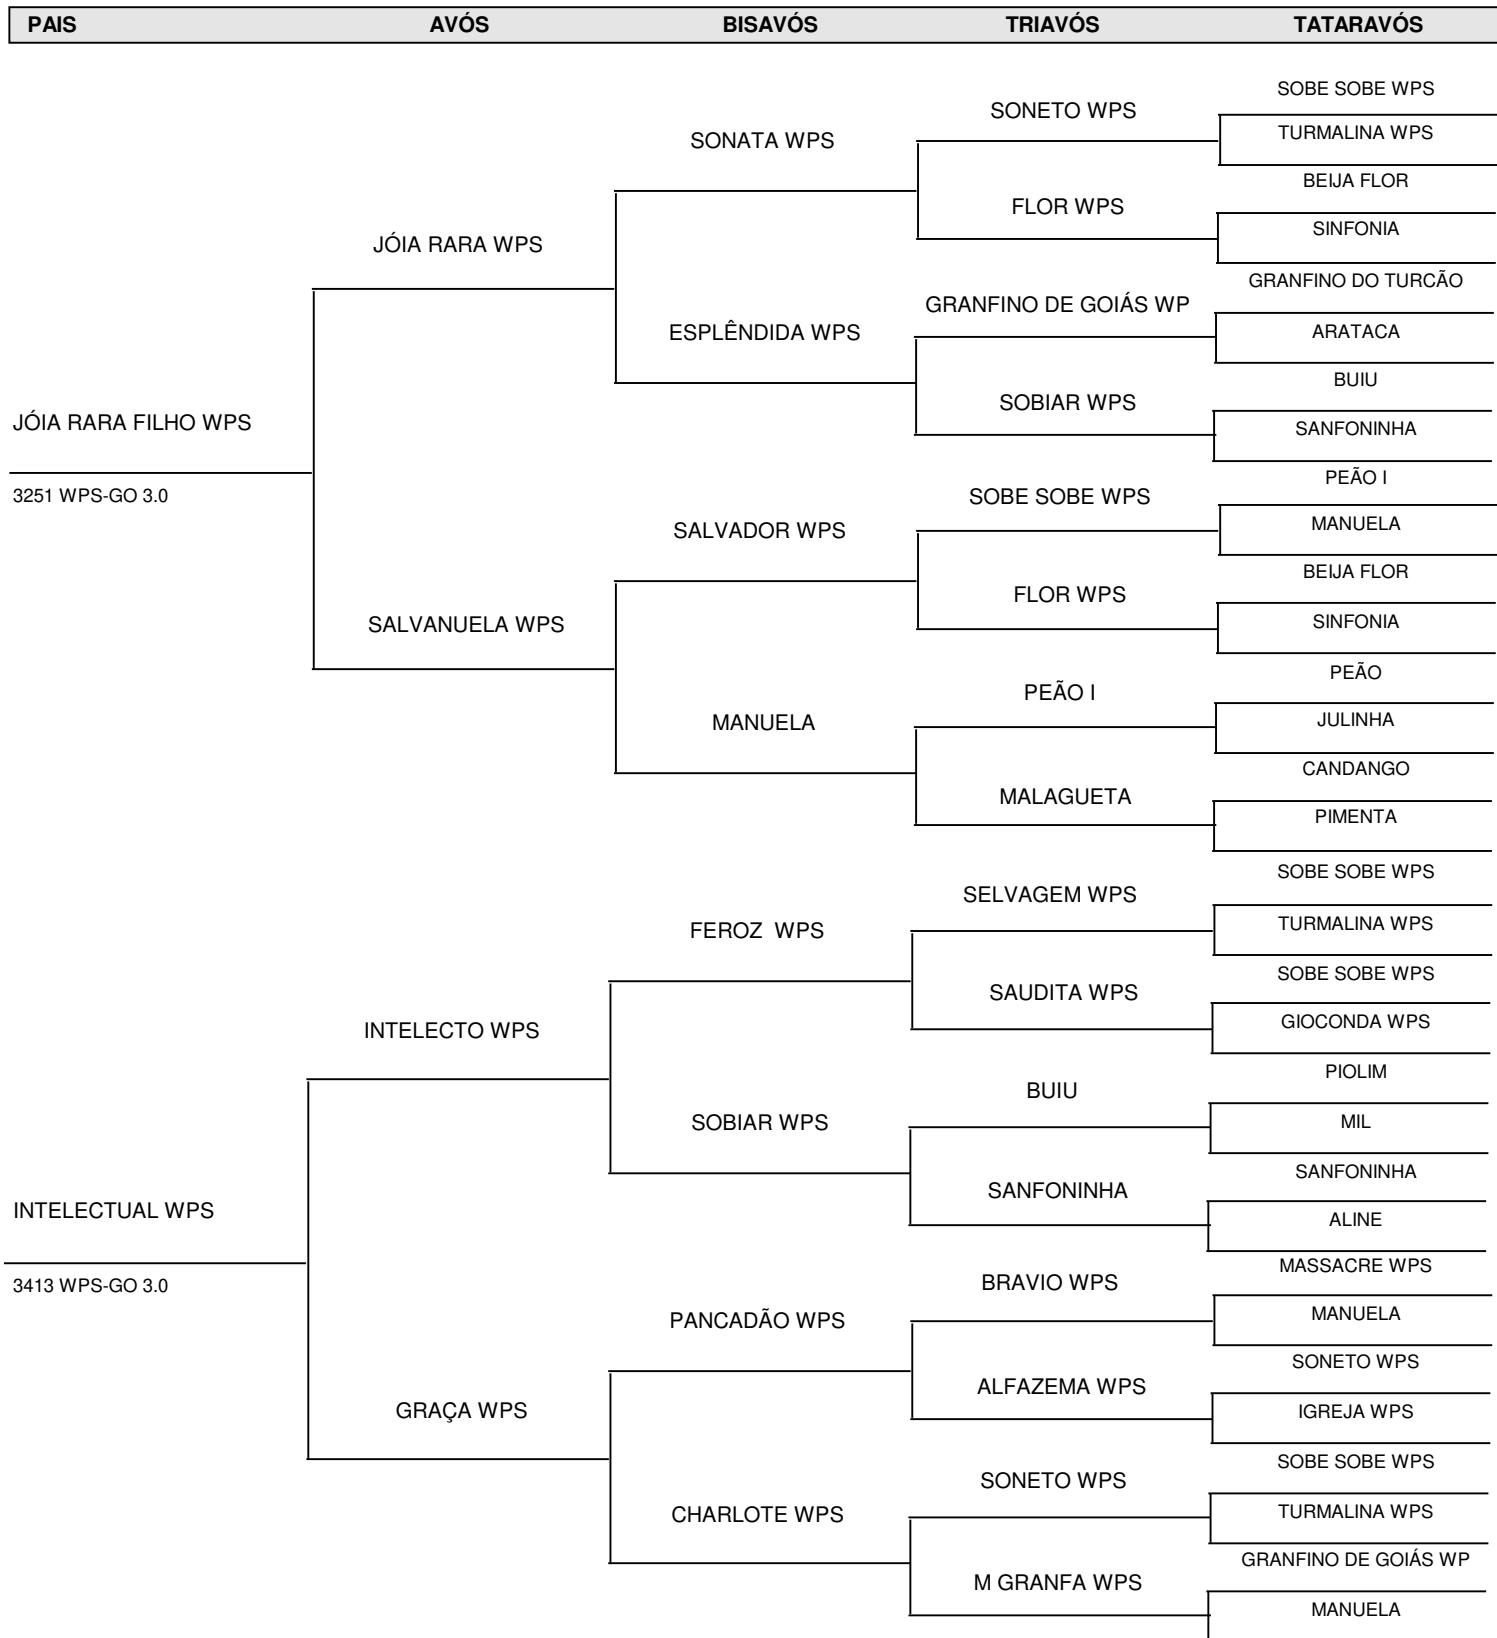 PAIS AVÓS BISAVÓS TRIAVÓS TATARAVÓS
SOBE SOBE WPS
SONETO WPS
TURMALINA WPS
SONATA WPS
BEIJA FLOR
FLOR WPS
SINFONIA
JÓIA RARA WPS
GRANFINO DO TURCÃO
GRANFINO DE GOIÁS WP
ARATACA
ESPLÊNDIDA WPS
BUIU
SOBIAR WPS
SANFONINHA
JÓIA RARA FILHO WPS
3251 WPS-GO 3.0
PEÃO I
SOBE SOBE WPS
MANUELA
SALVADOR WPS
BEIJA FLOR
FLOR WPS
SINFONIA
SALVANUELA WPS
PEÃO
PEÃO I
JULINHA
MANUELA
CANDANGO
MALAGUETA
PIMENTA
SOBE SOBE WPS
SELVAGEM WPS
TURMALINA WPS
FEROZ  WPS
SOBE SOBE WPS
SAUDITA WPS
GIOCONDA WPS
INTELECTO WPS
PIOLIM
BUIU
MIL
SOBIAR WPS
SANFONINHA
SANFONINHA
ALINE
INTELECTUAL WPS
3413 WPS-GO 3.0
MASSACRE WPS
BRAVIO WPS
MANUELA
PANCADÃO WPS
SONETO WPS
ALFAZEMA WPS
IGREJA WPS
GRAÇA WPS
SOBE SOBE WPS
SONETO WPS
TURMALINA WPS
CHARLOTE WPS
GRANFINO DE GOIÁS WP
M GRANFA WPS
MANUELA